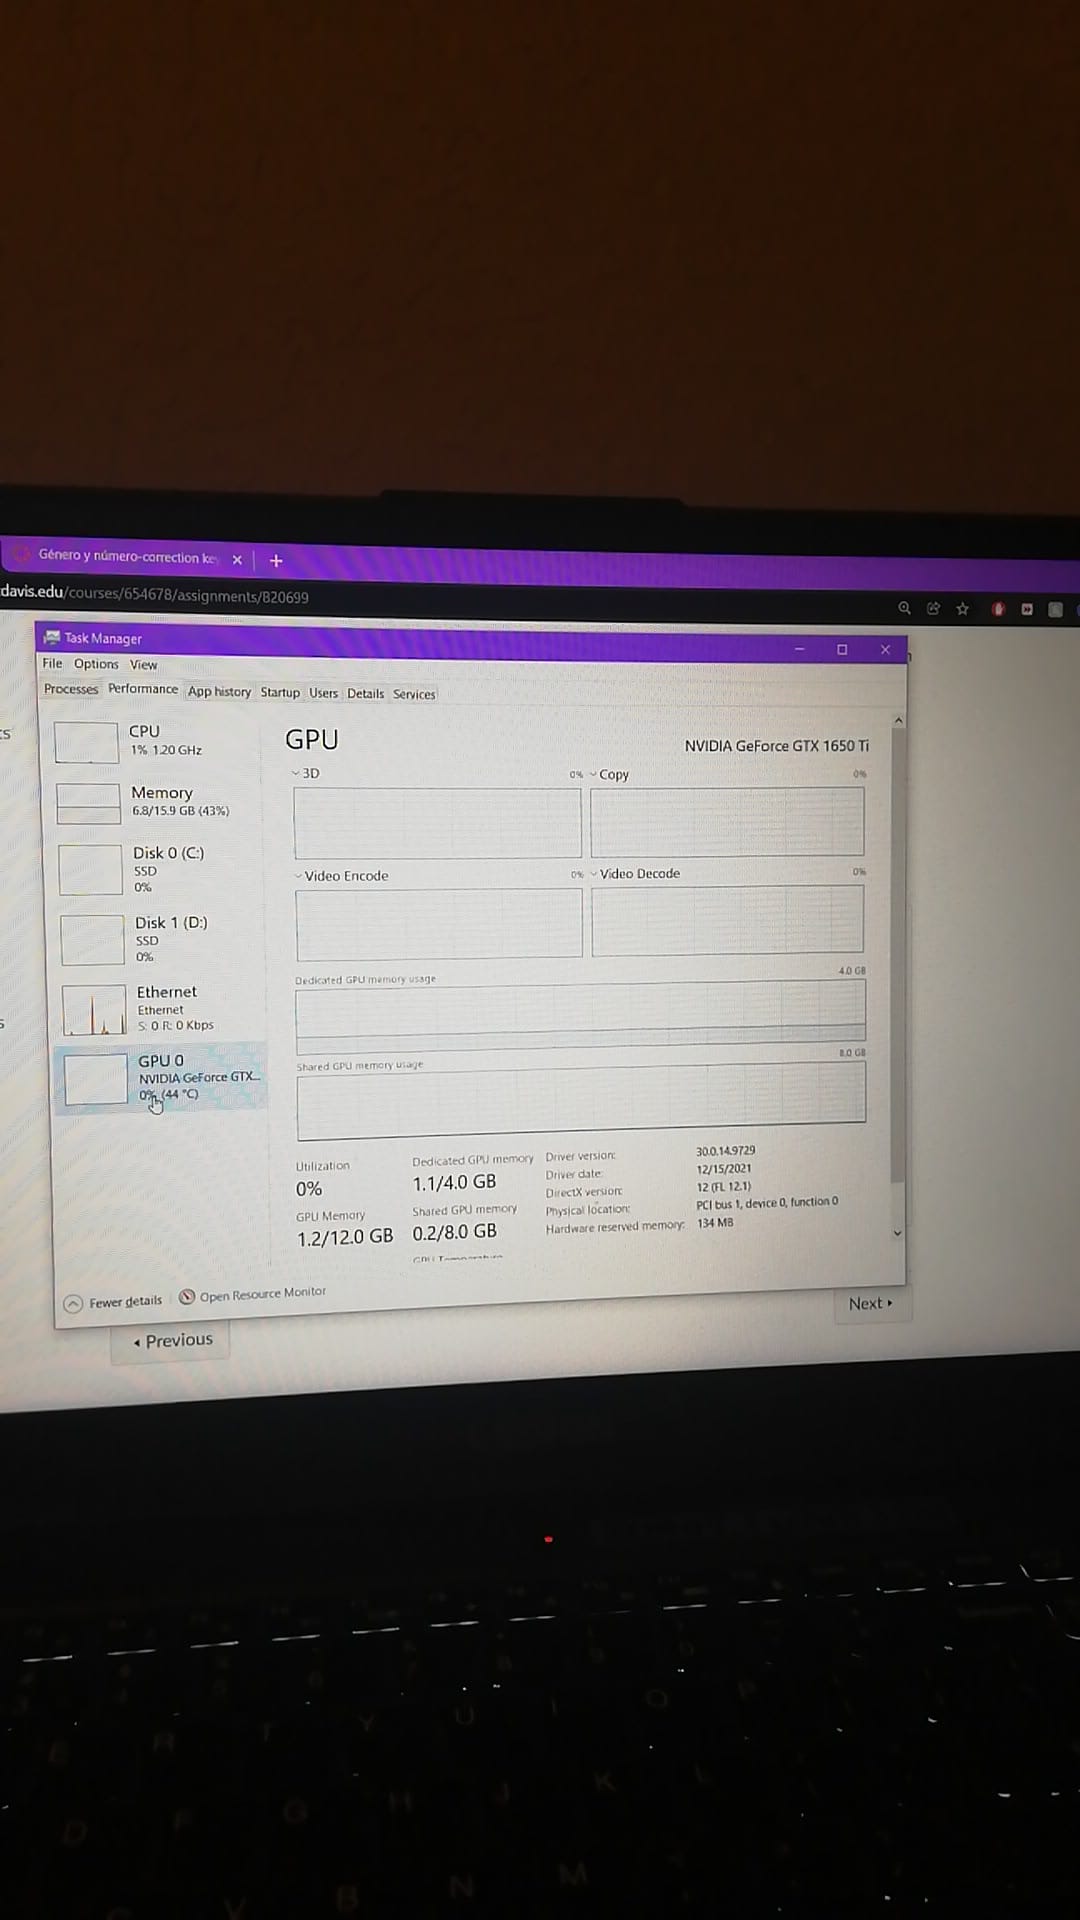 Género y número-correction ke
davis.edu/courses/654678/assignments/820699
Task Manager
File Options View
Processes Performance App history Startup Users Details Services
CPU
1% 1.20 GHz
Memory
6.8/15.9 GB (43%)
Disk 0 (C:)
SSD
0%
Disk 1 (D:)
SSD
0%
Ethernet
Ethernet
S: 0 R: 0 Kbps
GPU 0
NVIDIA GeForce GTX...
0% (44 °C)
GPU
NVIDIA GeForce GTX 1650 Ti
3D 0% Copy 0%
Video Encode 0% Video Decode 0%
Dedicated GPU memory usage 4.0 GB
Shared GPU memory usage 8.0 GB
Utilization
0%
Dedicated GPU memory
1.1/4.0 GB
GPU Memory
1.2/12.0 GB
Shared GPU memory
0.2/8.0 GB
Driver version: 30.0.14.9729
Driver date: 12/15/2021
DirectX version: 12 (FL 12.1)
Physical location: PCI bus 1, device 0, function 0
Hardware reserved memory: 134 MB
Fewer details Open Resource Monitor
Previous
Next
E R T Y U I O P
D F G H J K L
V B N M